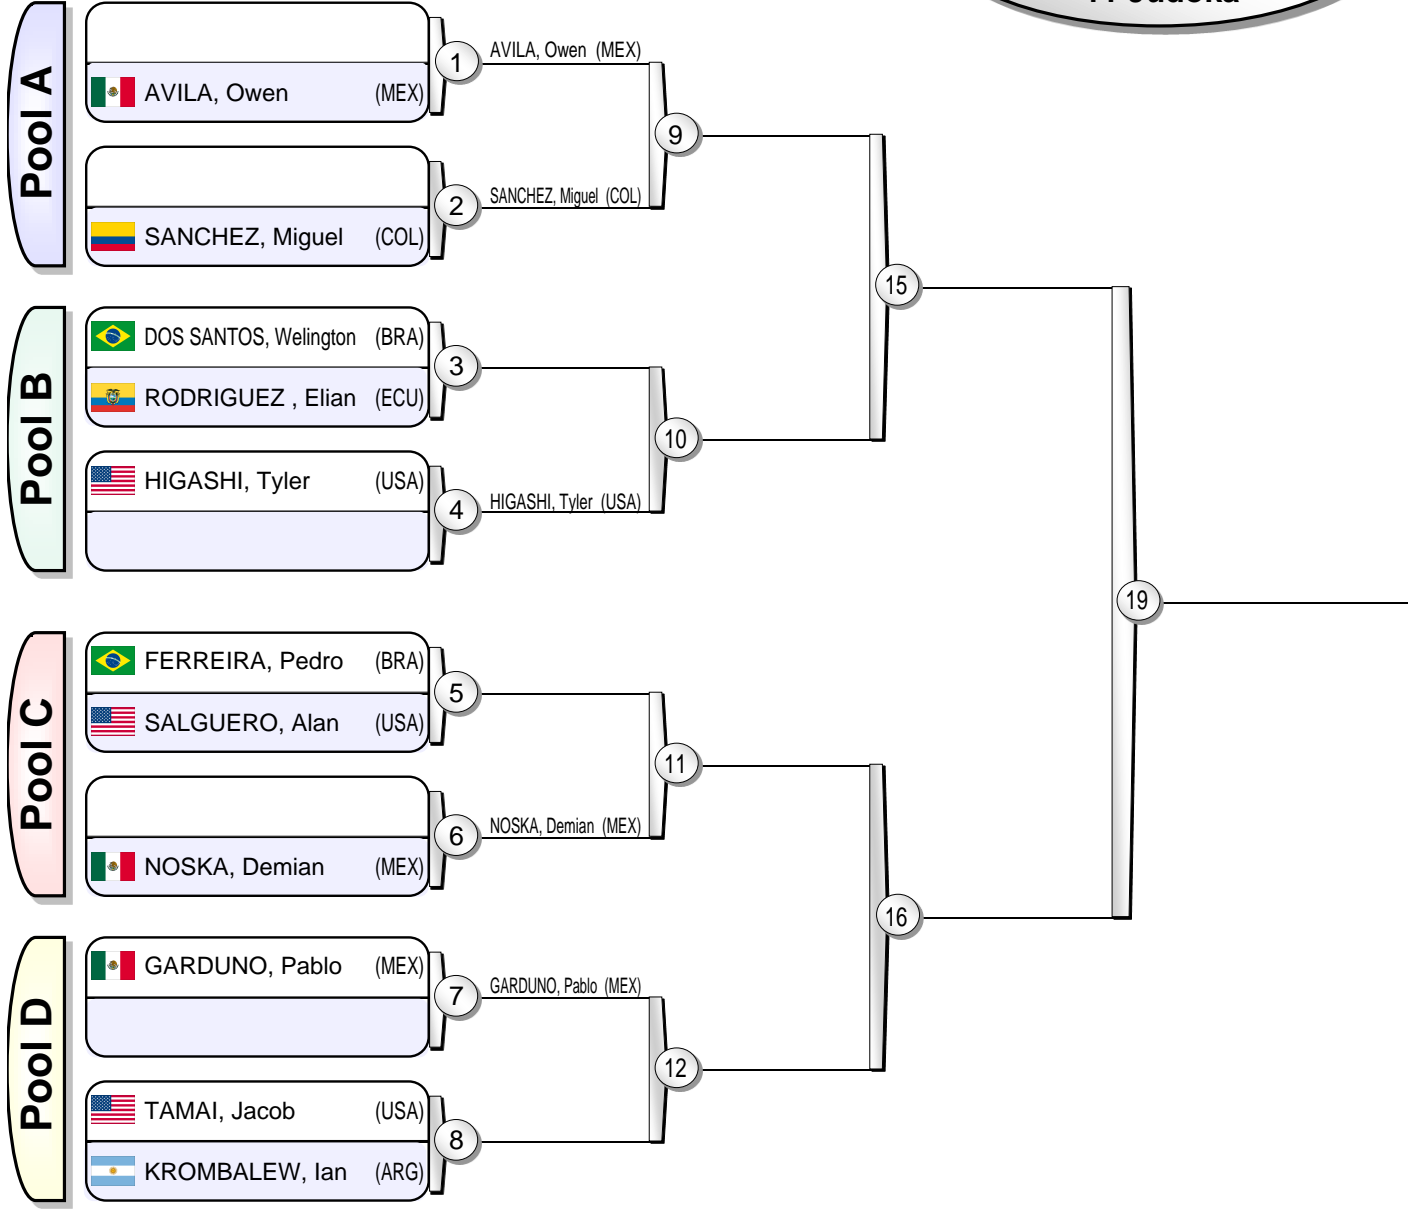 Pool A
AVILA, Owen (MEX)
1
AVILA, Owen (MEX)
SANCHEZ, Miguel (COL)
2
SANCHEZ, Miguel (COL)
9
Pool B
DOS SANTOS, Welington (BRA)
RODRIGUEZ , Elian (ECU)
3
HIGASHI, Tyler (USA)
4
HIGASHI, Tyler (USA)
10
15
Pool C
FERREIRA, Pedro (BRA)
SALGUERO, Alan (USA)
5
NOSKA, Demian (MEX)
6
NOSKA, Demian (MEX)
11
Pool D
GARDUNO, Pablo (MEX)
7
GARDUNO, Pablo (MEX)
TAMAI, Jacob (USA)
KROMBALEW, Ian (ARG)
8
12
16
19